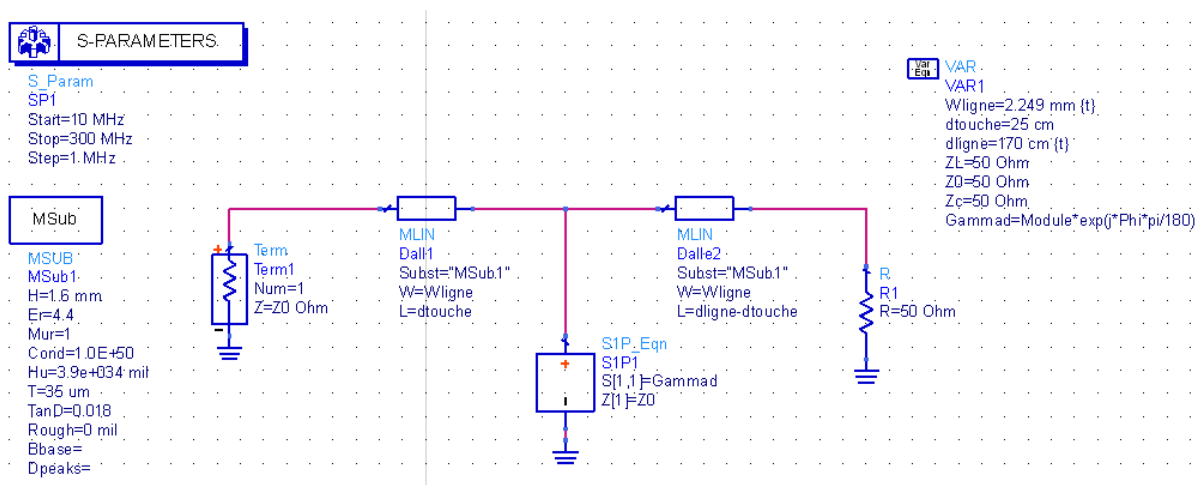 S-PARAMETERS
S_Param
SP1
Start=10 MHz
Stop=300 MHz
Step=1 MHz
Var
Eqn
VAR
VAR1
Wligne=2.249 mm {t}
dtouche=25 cm
dligne=170 cm {t}
ZL=50 Ohm
Z0=50 Ohm
Zc=50 Ohm
Gammad=Module*exp(j*Phi*pi/180)
MSub
MSUB
MSub1
H=1.6 mm
Er=4.4
Mur=1
Cond=1.0E+50
Hu=3.9e+034 mil
T=35 um
TanD=0.018
Rough=0 mil
Bbase=
Dpeaks=
+
Term
Term1
Num=1
Z=Z0 Ohm
-
MLIN
Dall1
Subst="MSub1"
W=Wligne
L=dtouche
MLIN
Dalle2
Subst="MSub1"
W=Wligne
L=dligne-dtouche
R
R1
R=50 Ohm
S1P_Eqn
S1P1
S[1,1]=Gammad
Z[1]=Z0
+
-